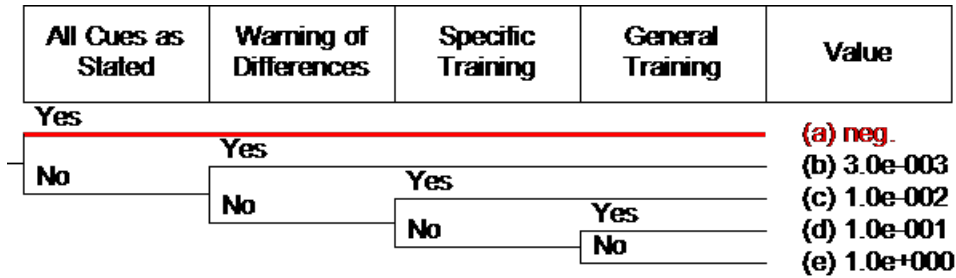 All Cues as
Stated
Warning of
Differences
Specific
Training
General
Training
Value
Yes
(a) neg.
Yes
(b) 3.0e-003
No
Yes
(c) 1.0e-002
No
Yes
(d) 1.0e-001
No
No
(e) 1.0e+000